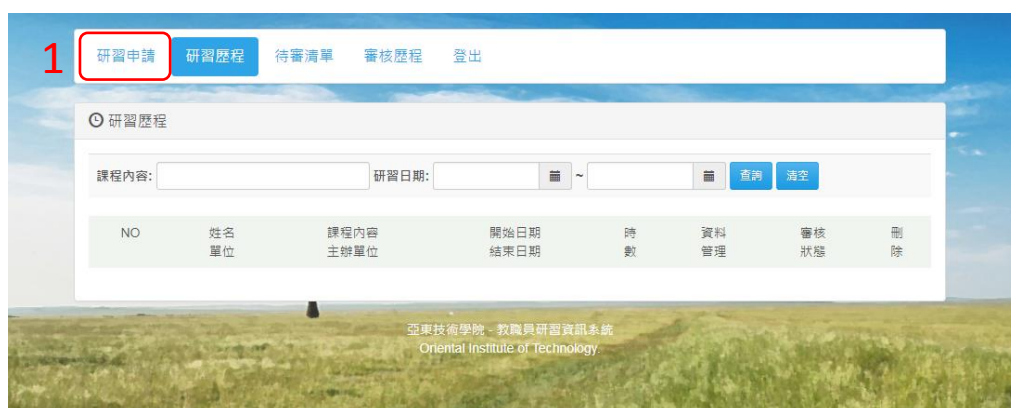 1
研習申請 研習歷程 待審清單 審核歷程 登出
研習歷程
課程內容: 研習日期: ~ 查詢 清空
NO 姓名 課程內容 開始日期 時 資料 審核 刪
單位 主辦單位 結束日期 數 管理 狀態 除
亞東技術學院 - 教職員研習資訊系統
Oriental Institute of Technology.